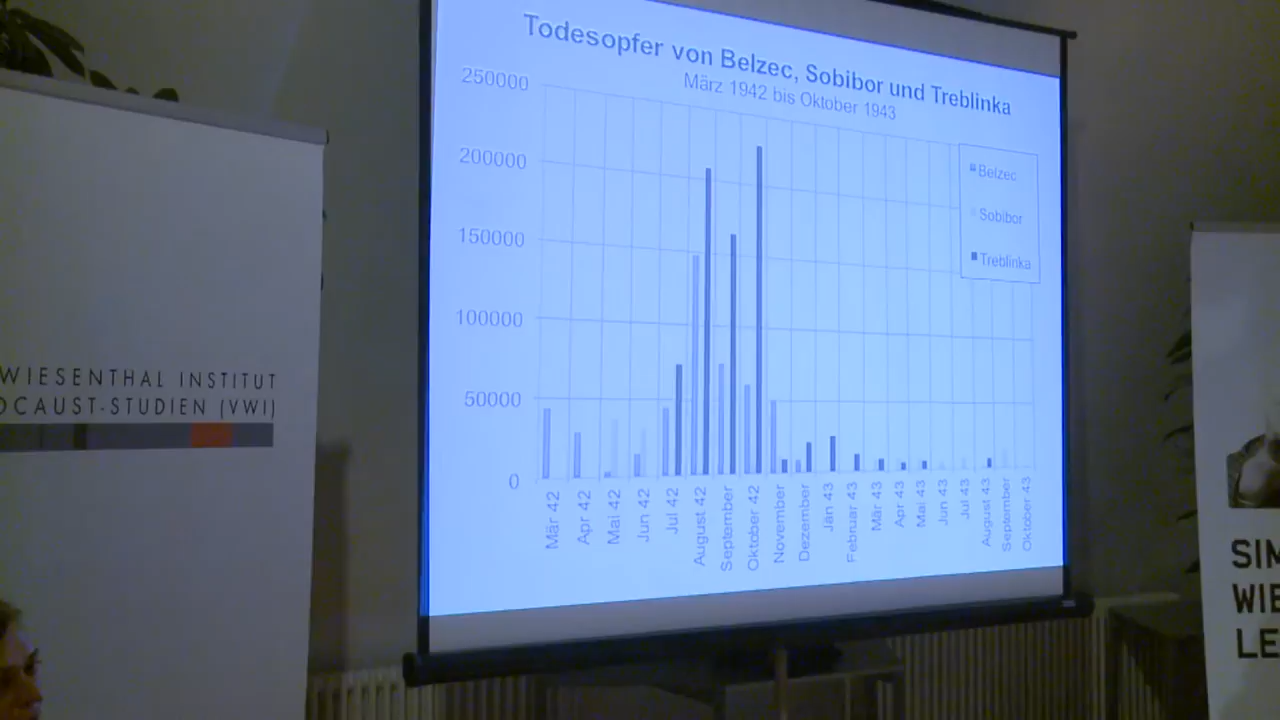 WIESENTHAL INSTITUT
OCAUST-STUDIEN (VWI)
Todesopfer von Belzec, Sobibor und Treblinka
März 1942 bis Oktober 1943
250000
200000
150000
100000
50000
0
Belzec
Sobibor
Treblinka
Mär 42
Apr 42
Mai 42
Jun 42
Jul 42
August 42
September
Oktober 42
November
Dezember
Jän 43
Februar 43
Mär 43
Apr 43
Mai 43
Jun 43
Jul 43
August 43
September
Oktober 43
SIM
WIE
LE